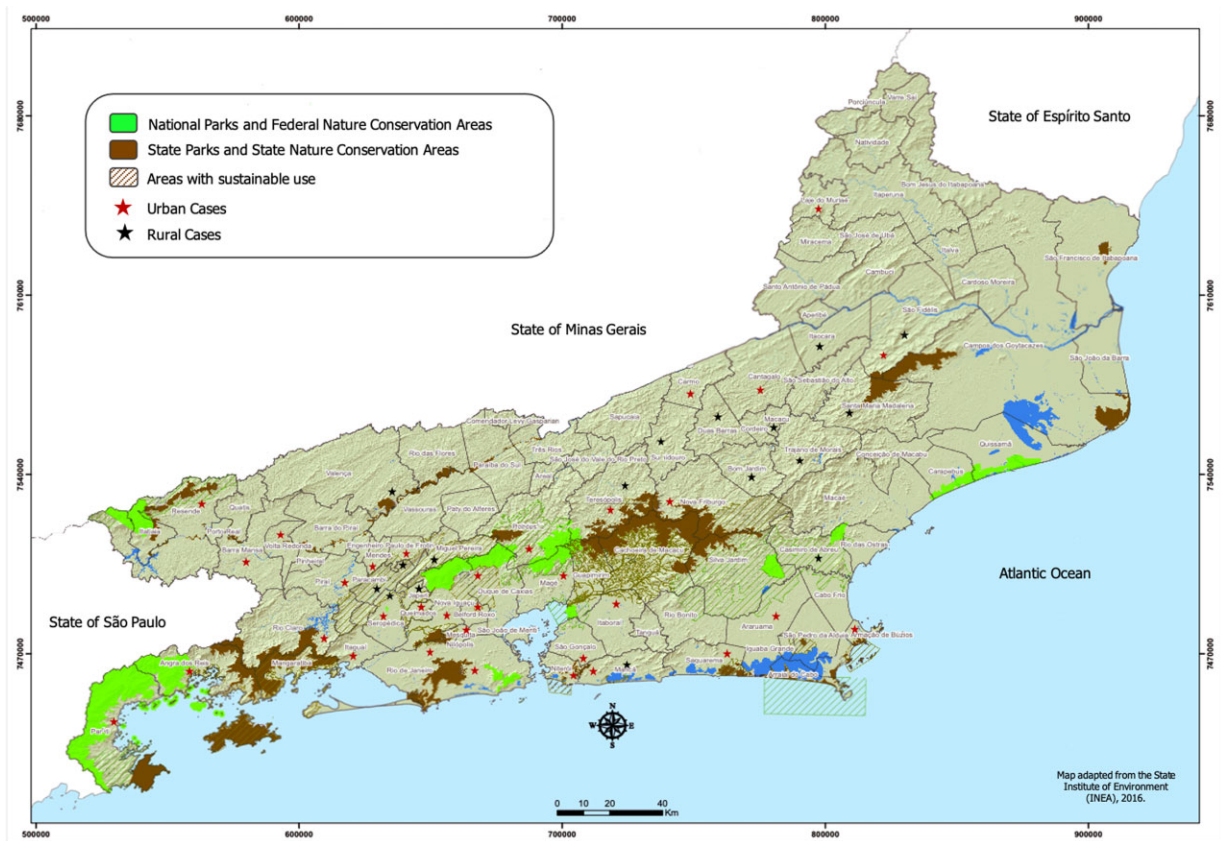 500000 600000 700000 800000 900000
7680000 7680000
State of Espírito Santo
National Parks and Federal Nature Conservation Areas
State Parks and State Nature Conservation Areas
Areas with sustainable use
Urban Cases
Rural Cases
Porciúncula
Varre Sai
Natividade
Bom Jesus do Itabapoana
Itaperuna
Miracema
São José de Ubá
Italva
São Francisco de Itabapoana
Cambuci
Cardoso Moreira
Santo Antônio de Pádua
7610000 7610000
Aperibé
São Fidélis
State of Minas Gerais
Itaocara
Campos dos Goytacazes
São João da Barra
Cantagalo
São Sebastião do Alto
Carmo
Sapucaia
Santa Maria Madalena
Macuco
Duas Barras
Cordeiro
Comendador Levy Gasparian
Quissamã
Três Rios
Sumidouro
Trajano de Morais
Conceição de Macabu
Rio das Flores
São José do Vale do Rio Preto
Paraíba do Sul
Carapebus
Valença
Areal
Bom Jardim
7540000 7540000
Teresópolis
Nova Friburgo
Macaé
Resende
Quatis
Vassouras
Paty do Alferes
Petrópolis
Porto Real
Barra do Piraí
Itatiaia
Volta Redonda
Engenheiro Paulo de Frontin
Miguel Pereira
Cachoeiras de Macacu
Casimiro de Abreu
Rio das Ostras
Barra Mansa
Mendes
Pinheiral
Silva Jardim
Piraí
Paracambi
Magé
Guapimirim
Japeri
Duque de Caxias
Cabo Frio
Nova Iguaçu
Atlantic Ocean
Queimados
Belford Roxo
Rio Bonito
State of São Paulo
Rio Claro
Seropédica
Itaboraí
Araruama
Mesquita
São João de Meriti
Tanguá
São Pedro da Aldeia
Armação de Búzios
Nilópolis
Itaguaí
São Gonçalo
Iguaba Grande
7470000 7470000
Angra dos Reis
Mangaratiba
Rio de Janeiro
Niterói
Maricá
Saquarema
Arraial do Cabo
Paraty
N
W E
S
Map adapted from the State
Institute of Environment
(INEA), 2016.
0 10 20 40
Km
500000 600000 700000 800000 900000